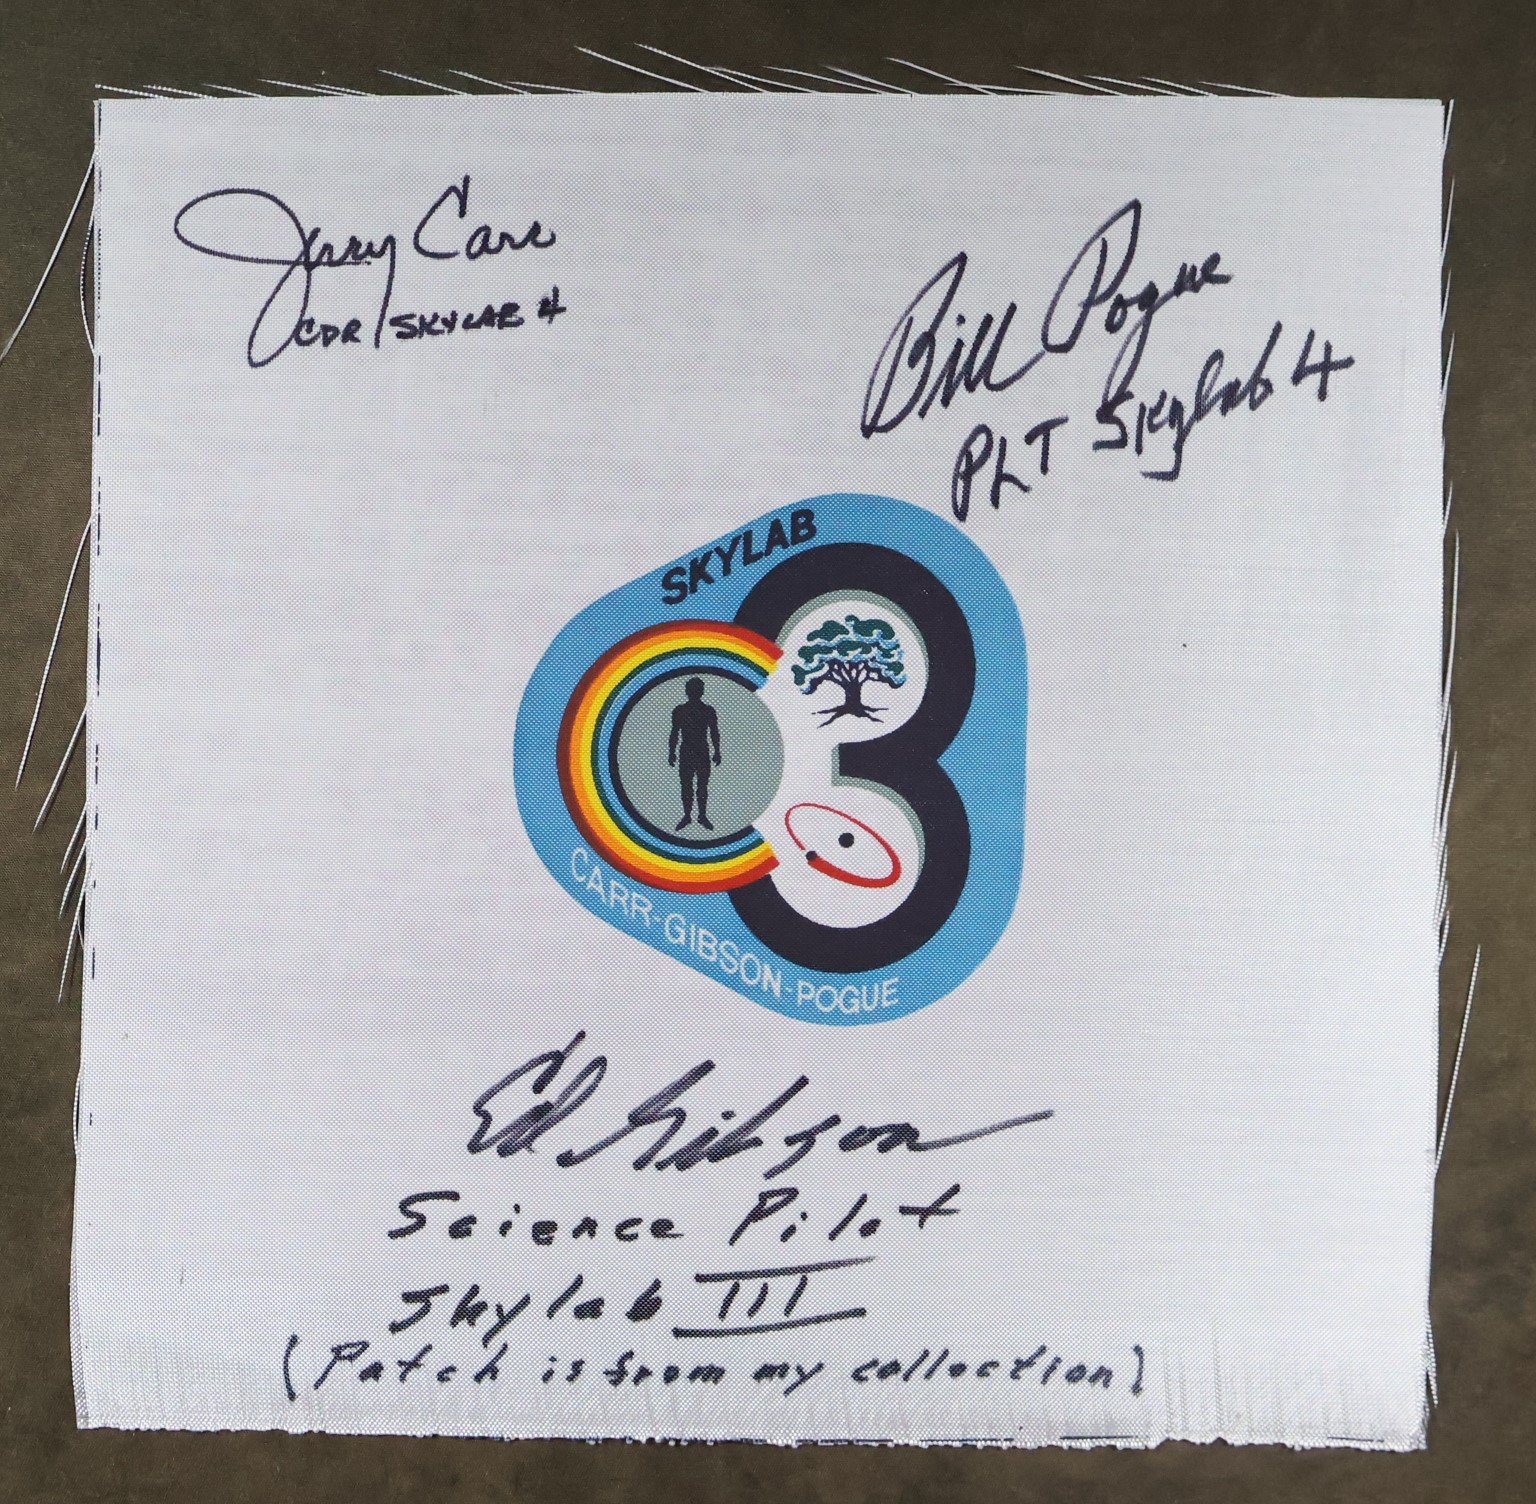 Jerry Carr
CDR/SKYLAB 4
Bill Pogue
PLT Skylab 4
SKYLAB
3
CARR-GIBSON-POGUE
Ed Gibson
Science Pilot
Skylab III
(Patch is from my collection)